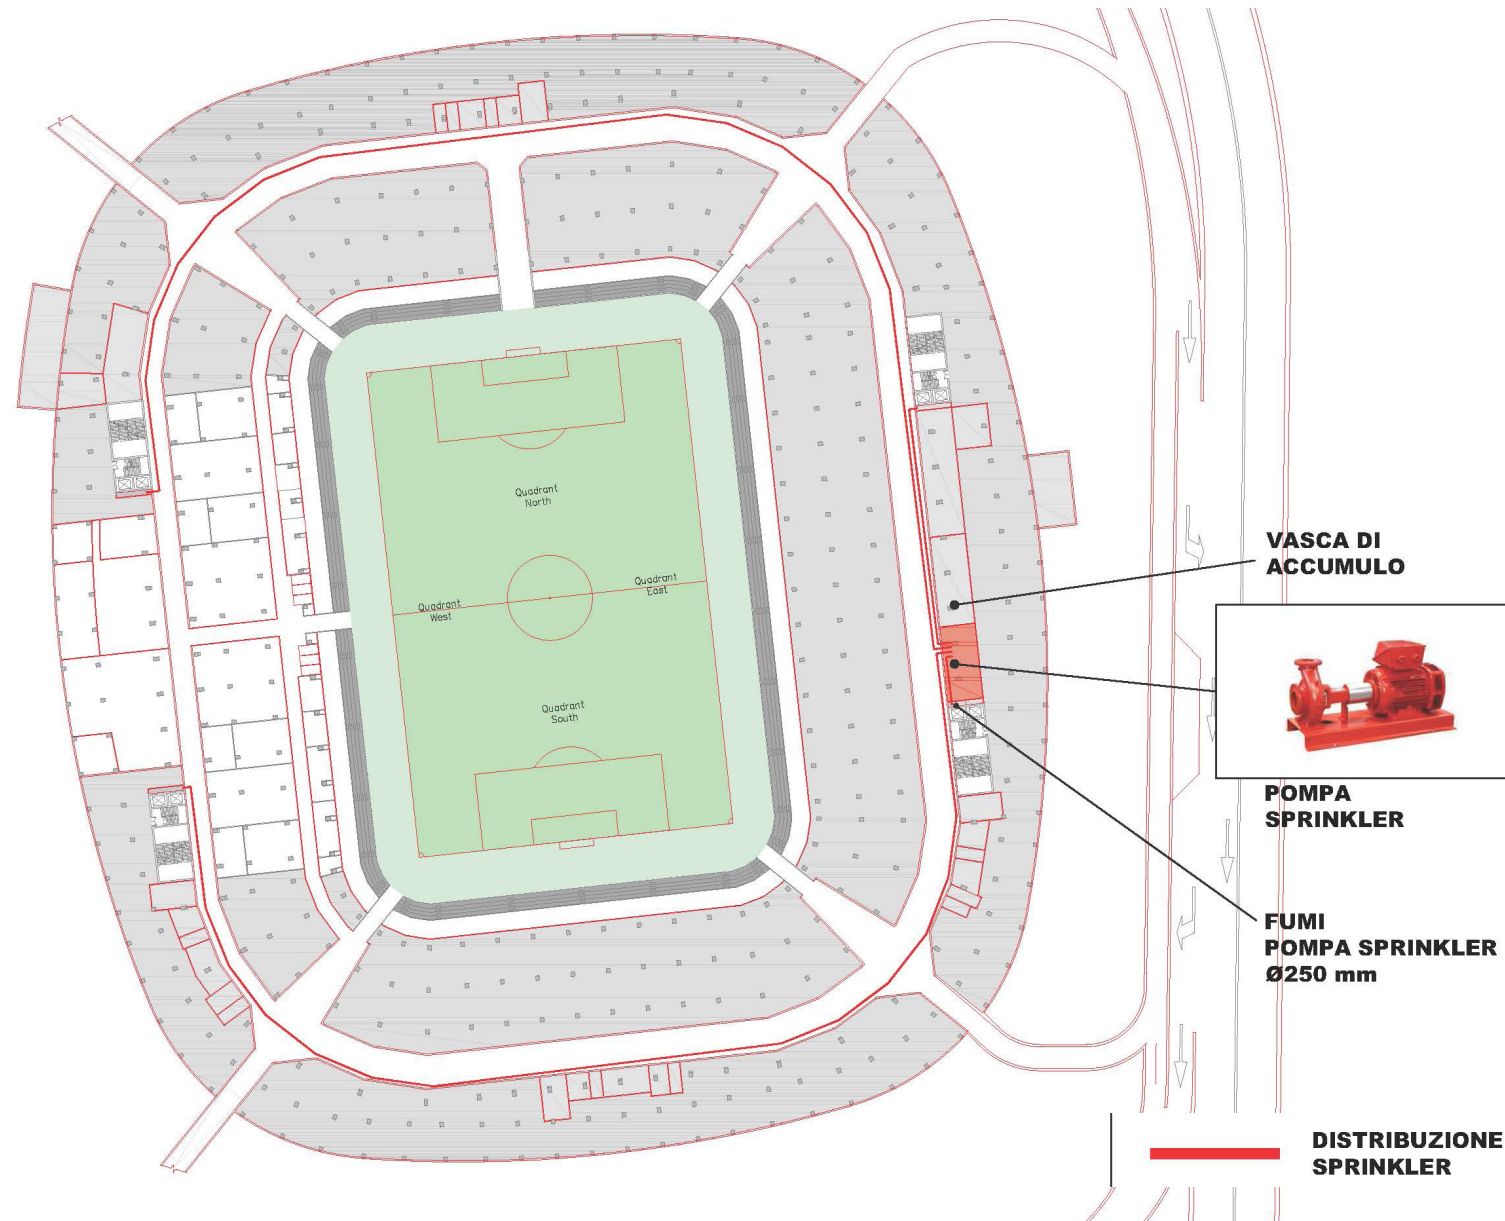 Quadrant
North
Quadrant
East
Quadrant
West
Quadrant
South
VASCA DI
ACCUMULO
POMPA
SPRINKLER
FUMI
POMPA SPRINKLER
Ø250 mm
DISTRIBUZIONE
SPRINKLER